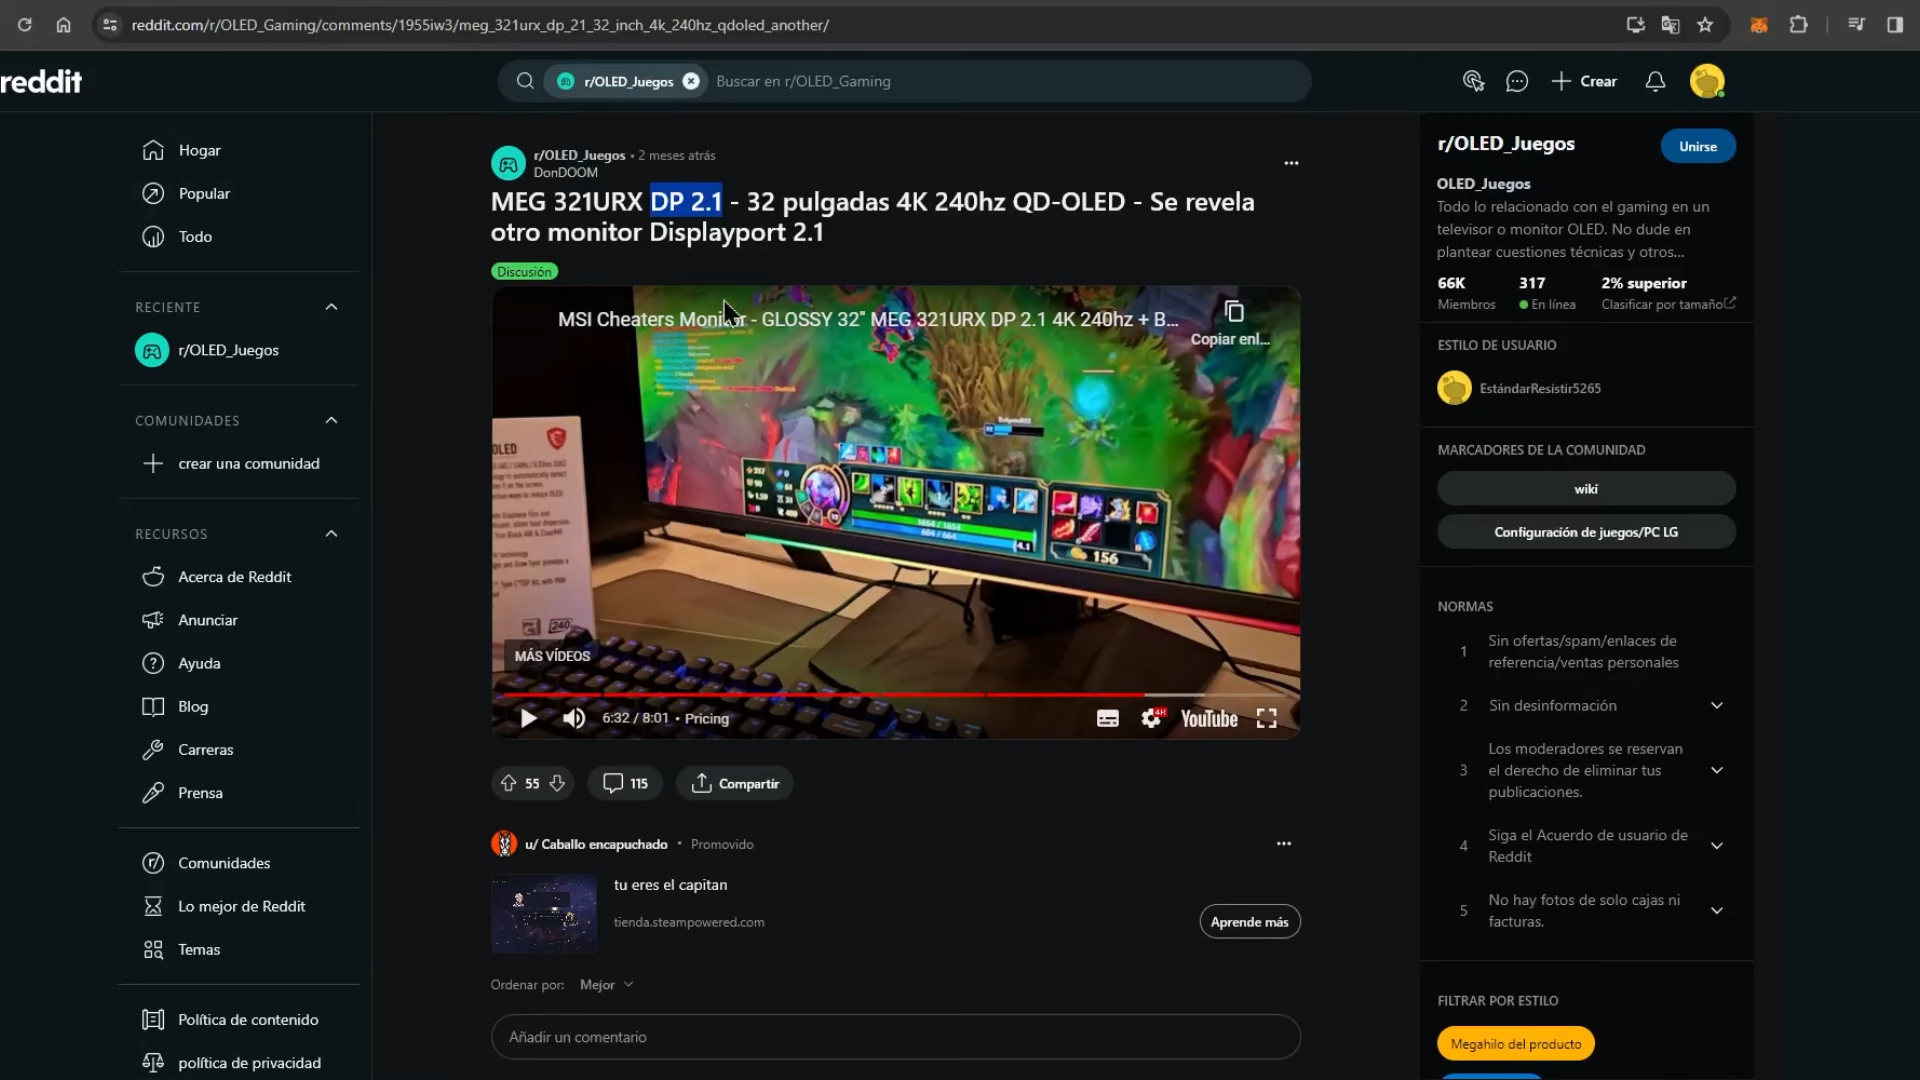 reddit.com/r/OLED_Gaming/comments/1955iw3/meg_321urx_dp_21_32_inch_4k_240hz_qdoled_another/
reddit
r/OLED_Juegos
Buscar en r/OLED_Gaming
Crear
Hogar
Popular
Todo
RECIENTE
r/OLED_Juegos
COMUNIDADES
crear una comunidad
RECURSOS
Acerca de Reddit
Anunciar
Ayuda
Blog
Carreras
Prensa
Comunidades
Lo mejor de Reddit
Temas
Política de contenido
política de privacidad
r/OLED_Juegos • 2 meses atrás
DonDOOM
MEG 321URX DP 2.1 - 32 pulgadas 4K 240hz QD-OLED - Se revela
otro monitor Displayport 2.1
Discusión
MSI Cheaters Monitor - GLOSSY 32" MEG 321URX DP 2.1 4K 240hz + B...
Copiar enl...
OLED
1664 / 1664
604 / 664
156
240
MÁS VÍDEOS
6:32 / 8:01 • Pricing
4K
YouTube
55
115
Compartir
u/ Caballo encapuchado • Promovido
tu eres el capitan
tienda.steampowered.com
Aprende más
Ordenar por: Mejor
Añadir un comentario
r/OLED_Juegos
Unirse
OLED_Juegos
Todo lo relacionado con el gaming en un
televisor o monitor OLED. No dude en
plantear cuestiones técnicas y otros...
66K 317 2% superior
Miembros En línea Clasificar por tamaño
ESTILO DE USUARIO
EstándarResistir5265
MARCADORES DE LA COMUNIDAD
wiki
Configuración de juegos/PC LG
NORMAS
1 Sin ofertas/spam/enlaces de
referencia/ventas personales
2 Sin desinformación
3 Los moderadores se reservan
el derecho de eliminar tus
publicaciones.
4 Siga el Acuerdo de usuario de
Reddit
5 No hay fotos de solo cajas ni
facturas.
FILTRAR POR ESTILO
Megahilo del producto